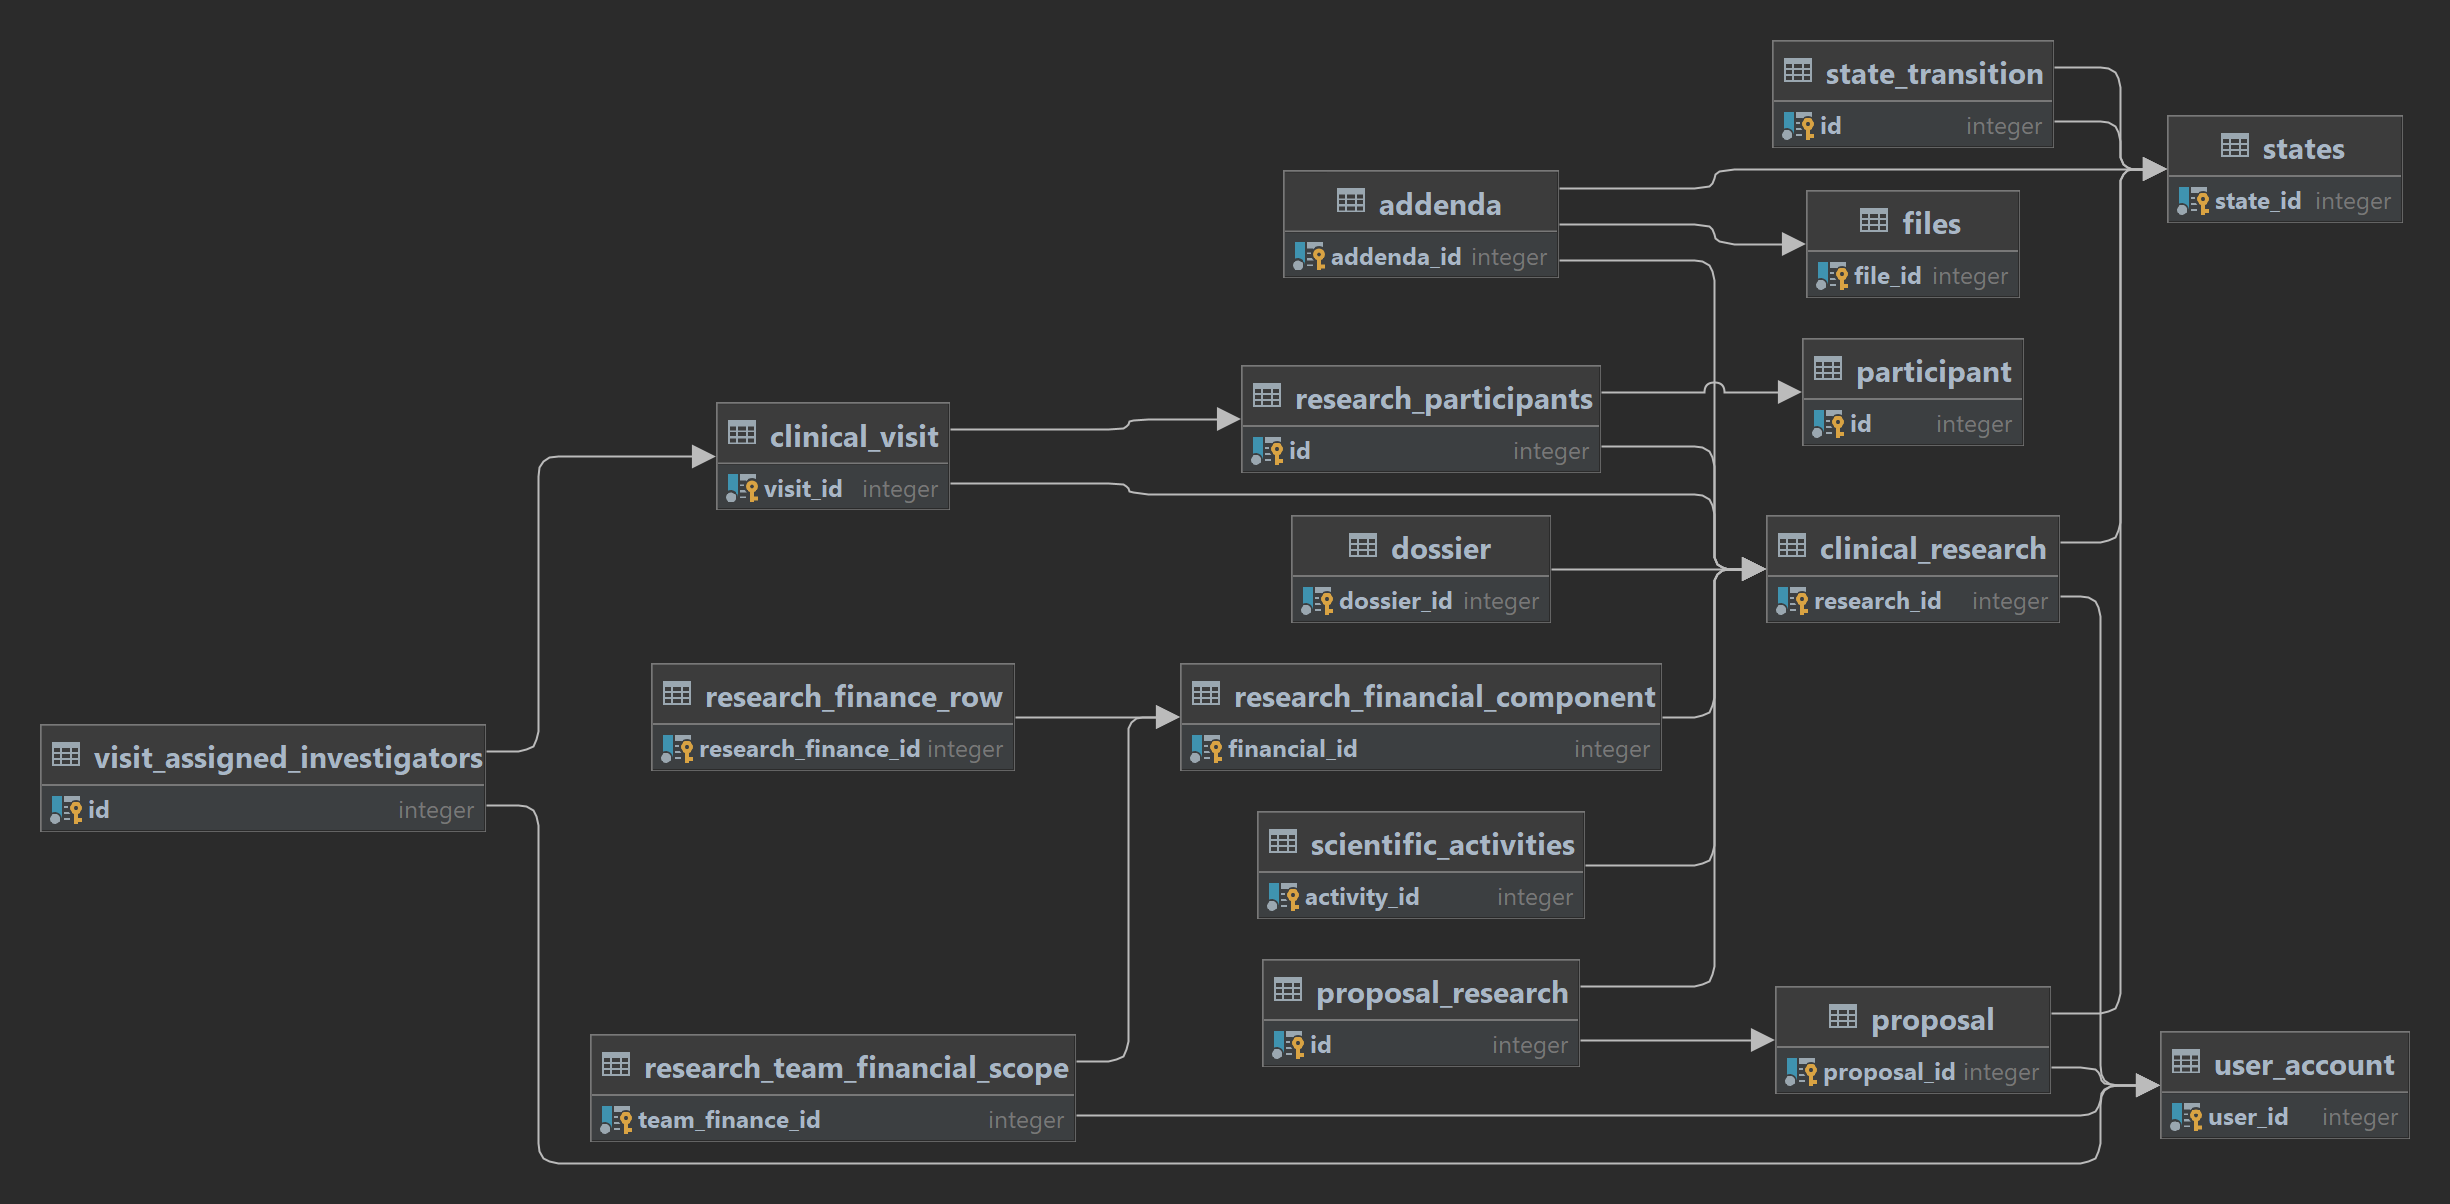 state_transition
id integer
states
state_id integer
addenda
addenda_id integer
files
file_id integer
participant
id integer
research_participants
id integer
clinical_visit
visit_id integer
dossier
dossier_id integer
clinical_research
research_id integer
research_finance_row
research_finance_id integer
research_financial_component
financial_id integer
visit_assigned_investigators
id integer
scientific_activities
activity_id integer
proposal_research
id integer
proposal
proposal_id integer
research_team_financial_scope
team_finance_id integer
user_account
user_id integer